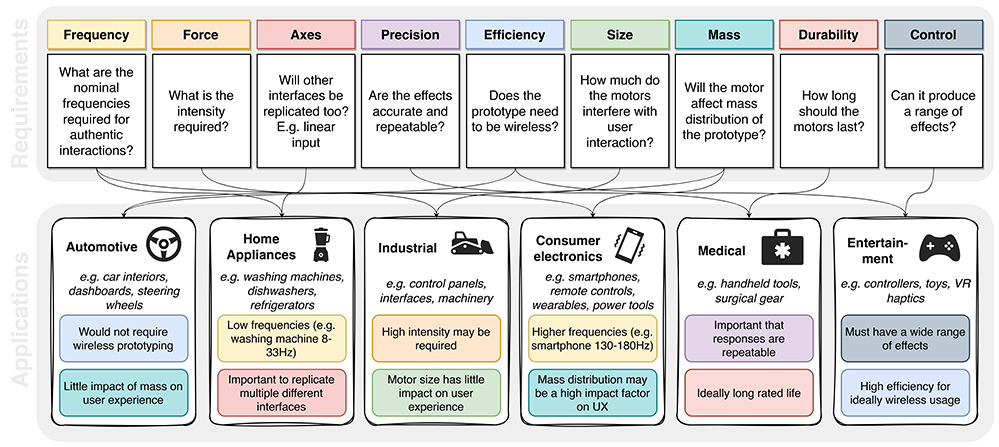 Requirements
Frequency
Force
Axes
Precision
Efficiency
Size
Mass
Durability
Control
What are the
nominal
frequencies
required for
authentic
interactions?
What is the
intensity
required?
Will other
interfaces be
replicated too?
E.g. linear
input
Are the effects
accurate and
repeatable?
Does the
prototype need
to be wireless?
How much do
the motors
interfere with
user
interaction?
Will the motor
affect mass
distribution of
the prototype?
How long
should the
motors last?
Can it produce
a range of
effects?
Applications
Automotive
e.g. car interiors,
dashboards, steering
wheels
Would not require
wireless prototyping
Little impact of mass on
user experience
Home
Appliances
e.g. washing machines,
dishwashers,
refrigerators
Low frequencies (e.g.
washing machine 8-
33Hz)
Important to replicate
multiple different
interfaces
Industrial
e.g. control panels,
interfaces, machinery
High intensity may be
required
Motor size has little
impact on user
experience
Consumer
electronics
e.g. smartphones,
remote controls,
wearables, power tools
Higher frequencies (e.g.
smartphone 130-180Hz)
Mass distribution may
be a high impact factor
on UX
Medical
e.g. handheld tools,
surgical gear
Important that
responses are
repeatable
Ideally long rated life
Entertain-
ment
e.g. controllers, toys, VR
haptics
Must have a wide range
of effects
High efficiency for
ideally wireless usage